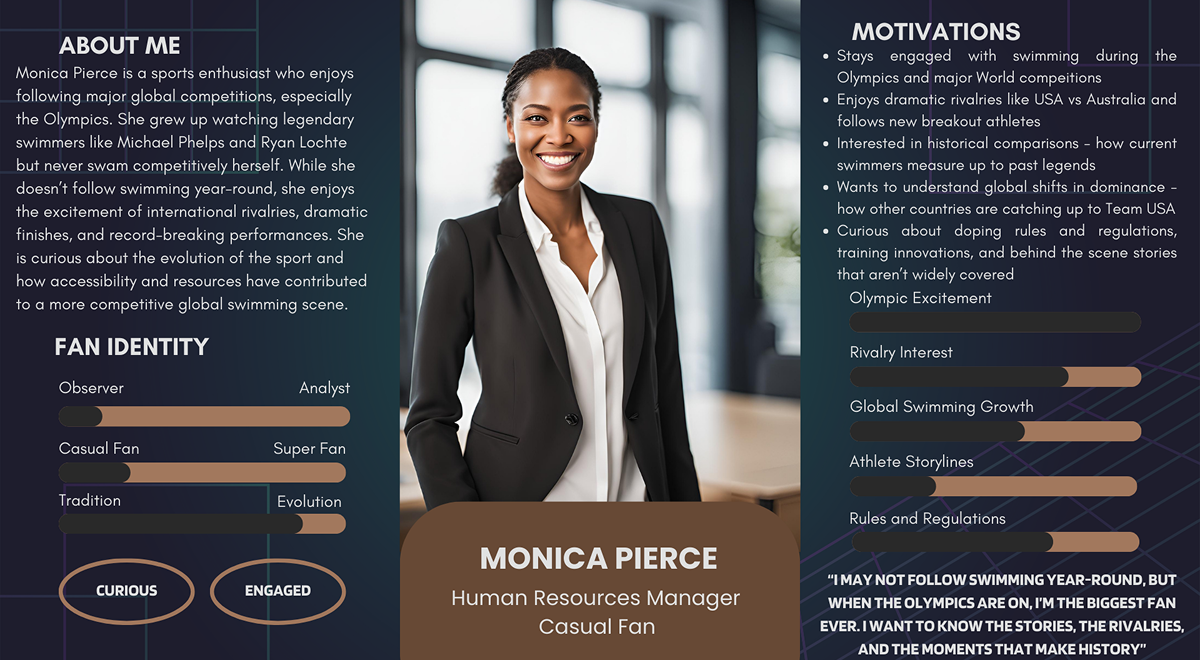 ABOUT ME
Monica Pierce is a sports enthusiast who enjoys
following major global competitions, especially
the Olympics. She grew up watching legendary
swimmers like Michael Phelps and Ryan Lochte
but never swam competitively herself. While she
doesn't follow swimming year-round, she enjoys
the excitement of international rivalries, dramatic
finishes, and record-breaking performances. She
is curious about the evolution of the sport and
how accessibility and resources have contributed
to a more competitive global swimming scene.
FAN IDENTITY
Observer Analyst
Casual Fan Super Fan
Tradition Evolution
CURIOUS ENGAGED
MONICA PIERCE
Human Resources Manager
Casual Fan
MOTIVATIONS
• Stays engaged with swimming during the
Olympics and major World compeitions
• Enjoys dramatic rivalries like USA vs Australia and
follows new breakout athletes
• Interested in historical comparisons - how current
swimmers measure up to past legends
• Wants to understand global shifts in dominance -
how other countries are catching up to Team USA
• Curious about doping rules and regulations,
training innovations, and behind the scene stories
that aren't widely covered
Olympic Excitement
Rivalry Interest
Global Swimming Growth
Athlete Storylines
Rules and Regulations
"I MAY NOT FOLLOW SWIMMING YEAR-ROUND, BUT
WHEN THE OLYMPICS ARE ON, I'M THE BIGGEST FAN
EVER. I WANT TO KNOW THE STORIES, THE RIVALRIES,
AND THE MOMENTS THAT MAKE HISTORY"